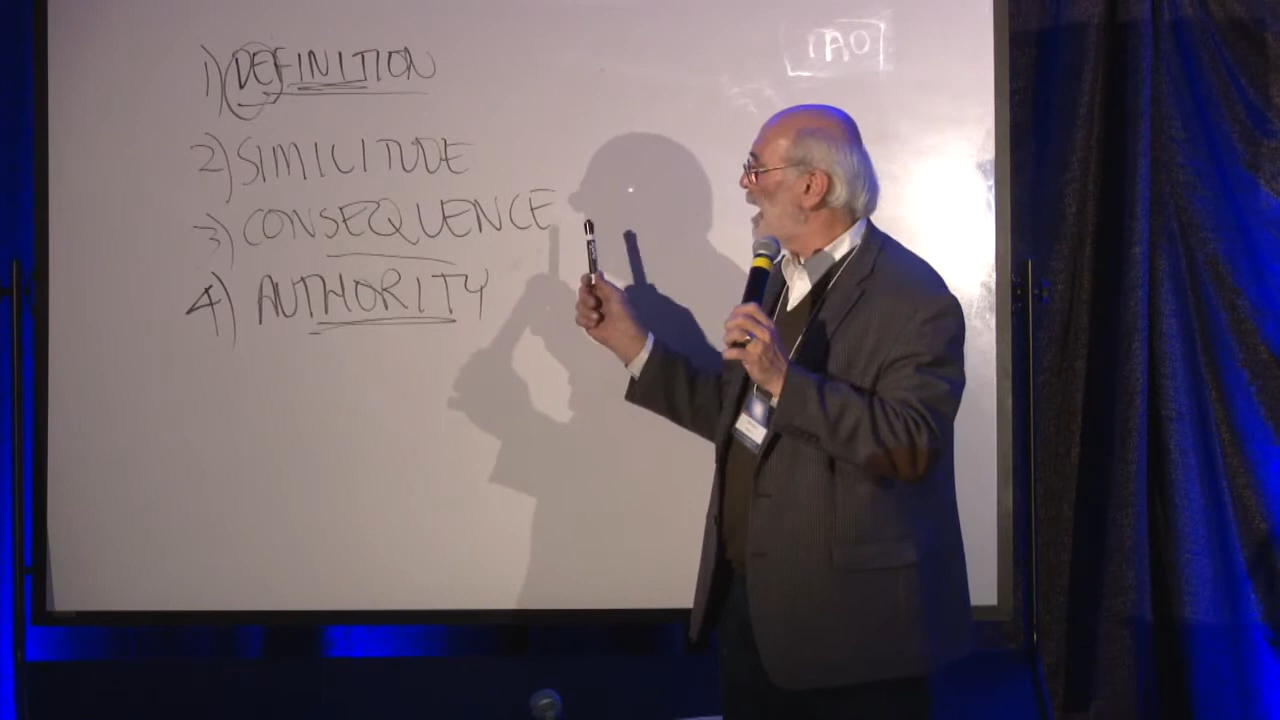 1) DEFINITION
2) SIMILITUDE
3) CONSEQUENCE
4) AUTHORITY